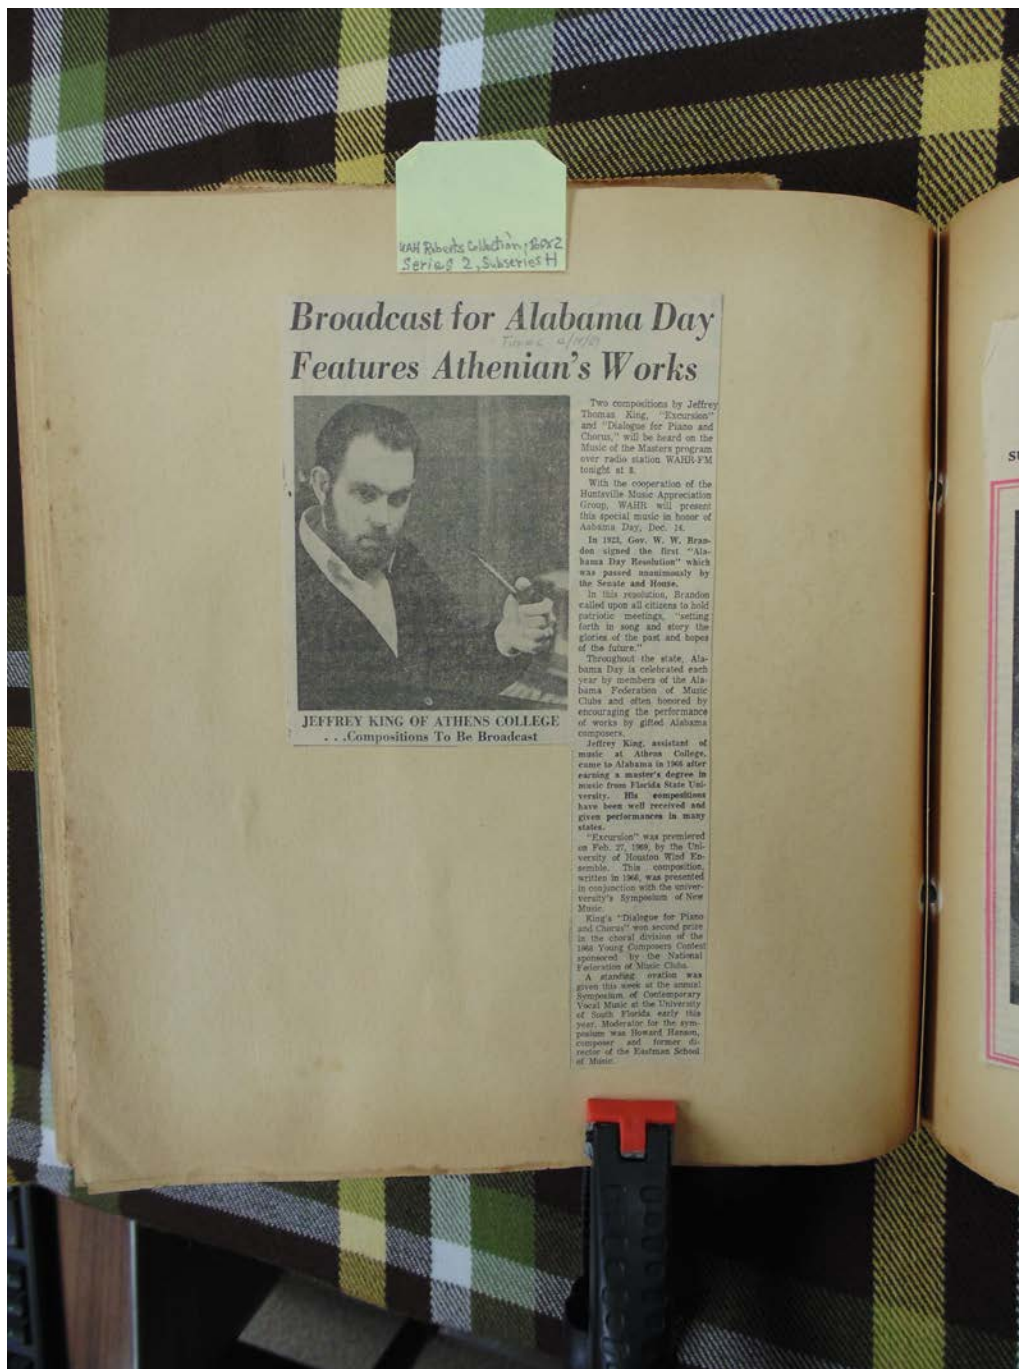 UAH Roberts Collection, Box 2
Series 2, Subseries H
Broadcast for Alabama Day
Features Athenian's Works
JEFFREY KING OF ATHENS COLLEGE
. . .Compositions To Be Broadcast
Two compositions by Jeffrey
Thomas King, "Excursion"
and "Dialogue for Piano and
Chorus," will be heard on the
Music of the Masters program
over radio station WAHR-FM
tonight at 8.
With the cooperation of the
Huntsville Music Appreciation
Group, WAHR will present
this special music in honor of
Aabama Day, Dec. 14.
In 1923, Gov. W. W. Bran-
don signed the first "Ala-
bama Day Resolution" which
was passed unanimously by
the Senate and House.
In this resolution, Brandon
called upon all citizens to hold
patriotic meetings, "setting
forth in song and story the
glories of the past and hopes
of the future."
Throughout the state, Ala-
bama Day is celebrated each
year by members of the Ala-
bama Federation of Music
Clubs and often honored by
encouraging the performance
of works by gifted Alabama
composers.
Jeffrey King, assistant of
music at Athens College,
came to Alabama in 1966 after
earning a master's degree in
music from Florida State Uni-
versity. His compositions
have been well received and
given performances in many
states.
"Excursion" was premiered
on Feb. 27, 1969, by the Uni-
versity of Houston Wind En-
semble. This composition,
written in 1968, was presented
in conjunction with the univer-
versity's Symposium of New
Music.
King's "Dialogue for Piano
and Chorus" won second prize
in the choral division of the
1968 Young Composers Contest
sponsored by the National
Federation of Music Clubs.
A standing ovation was
given this week at the annual
Symposium of Contemporary
Vocal Music at the University
of South Florida early this
year. Moderator for the sym-
posium was Howard Hanson,
composer and former di-
rector of the Eastman School
of Music.